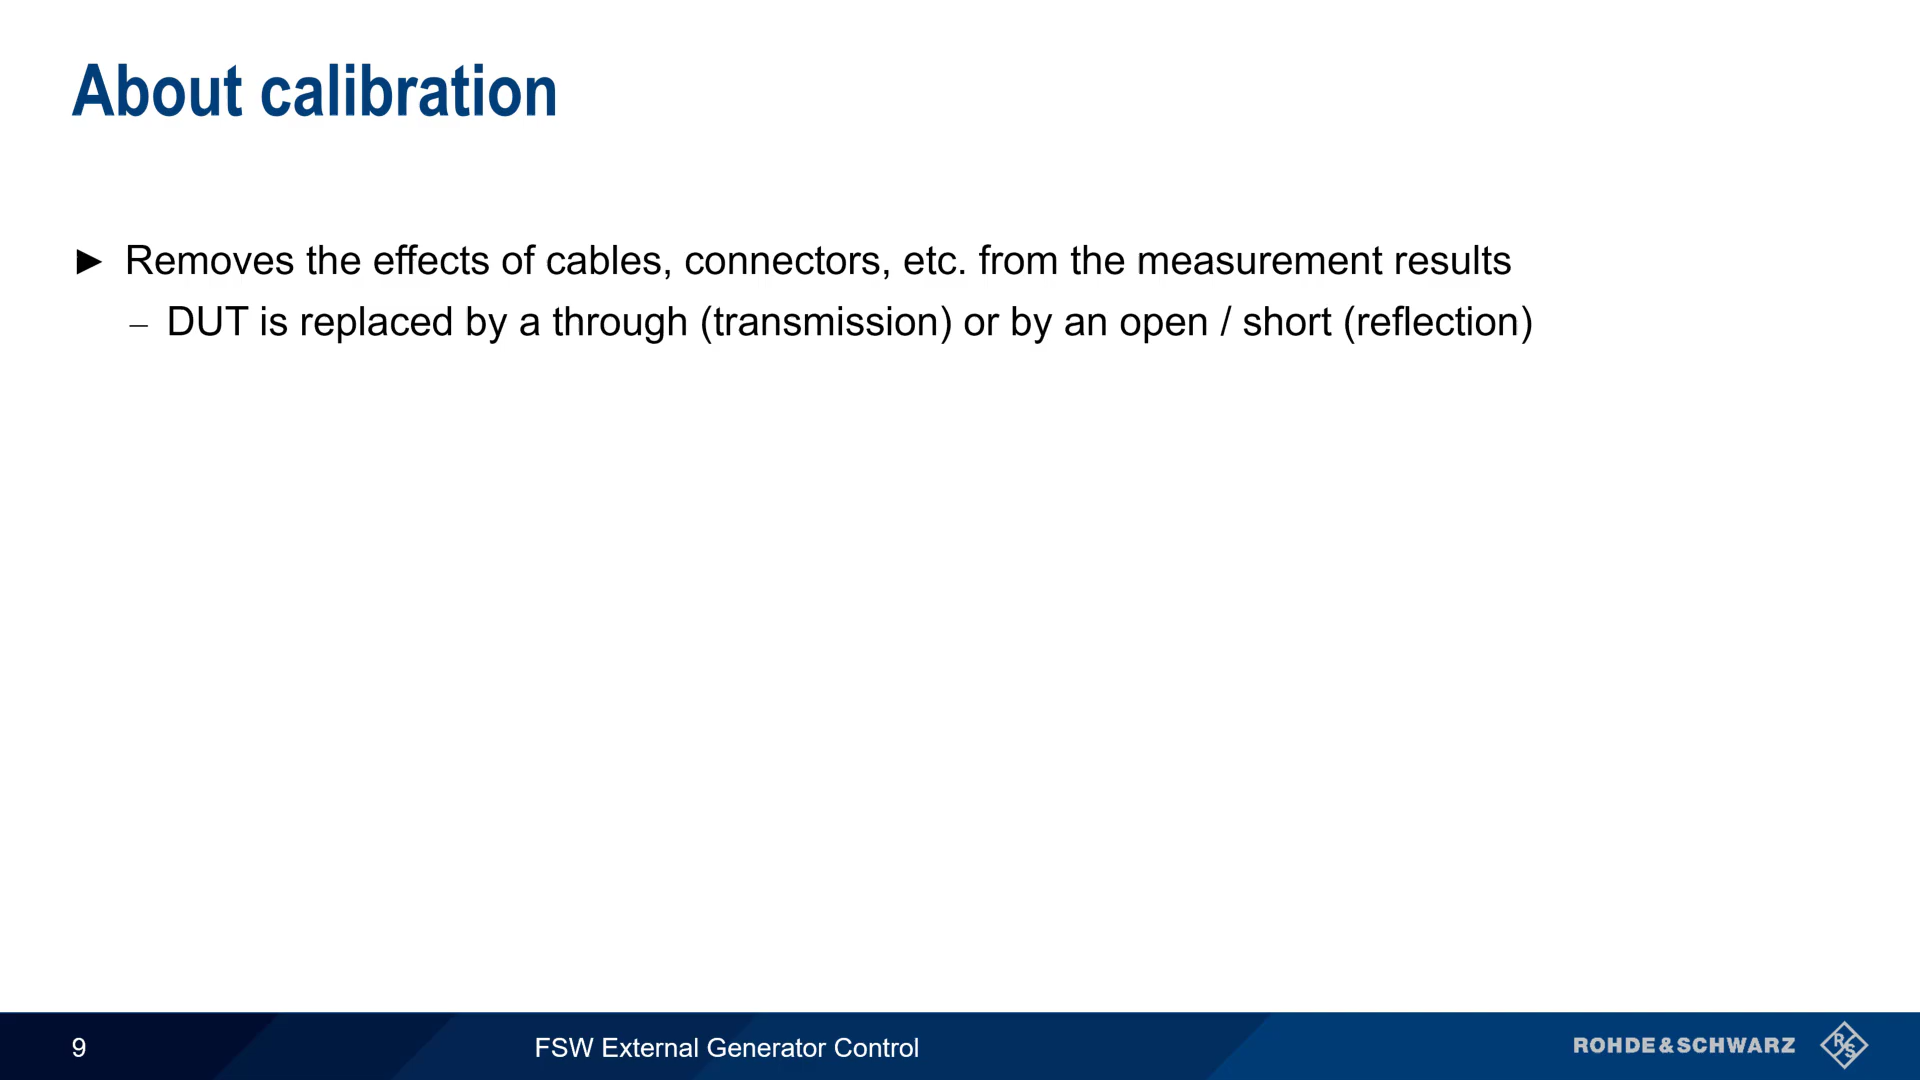 About calibration
► Removes the effects of cables, connectors, etc. from the measurement results
– DUT is replaced by a through (transmission) or by an open / short (reflection)
9
FSW External Generator Control
ROHDE&SCHWARZ
R&S